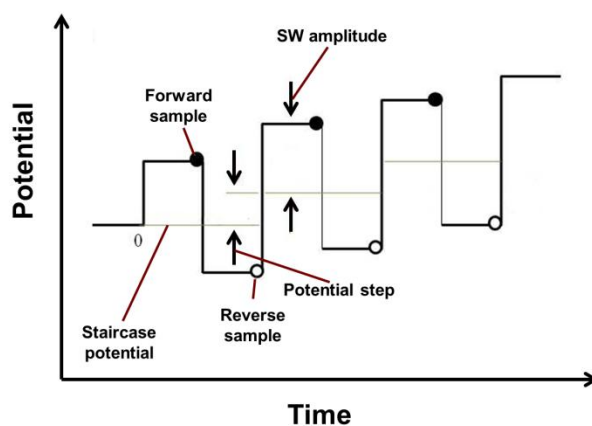 SW amplitude
Forward
sample
Potential
0
Potential step
Reverse
sample
Staircase
potential
Time